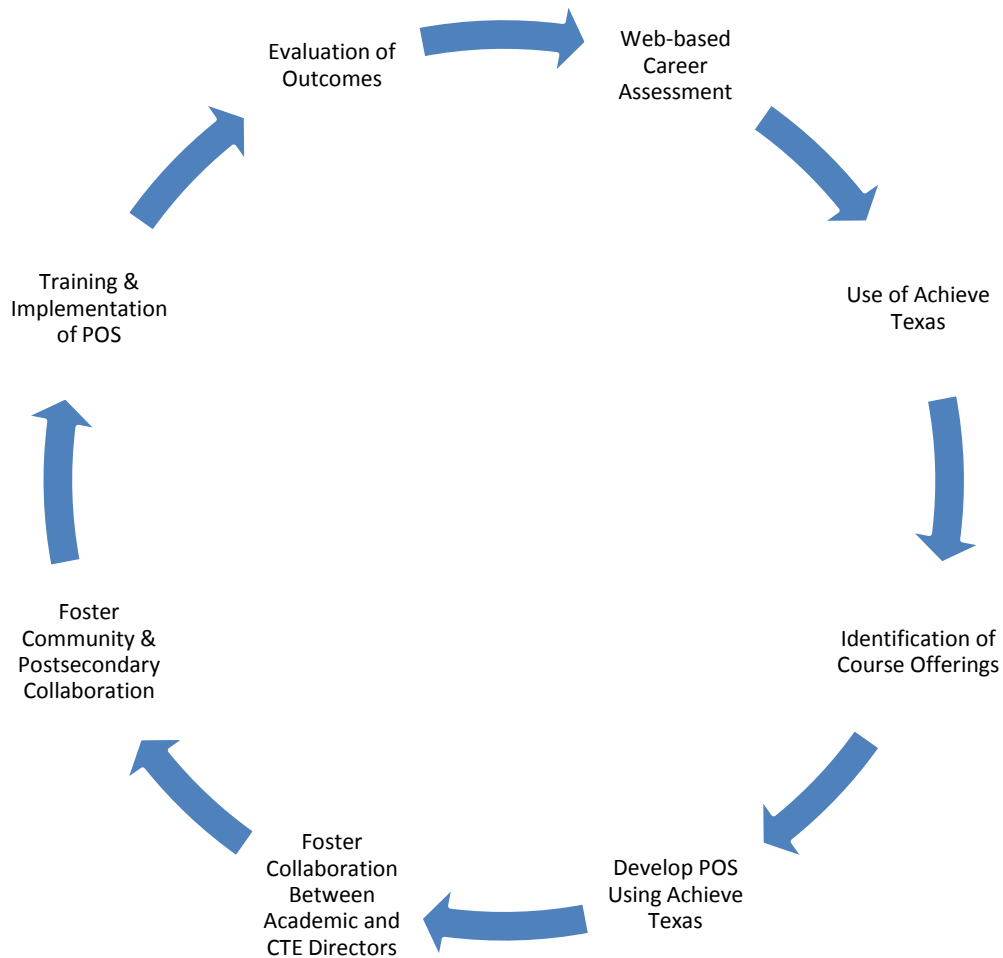 Evaluation of
Outcomes
Web-based
Career
Assessment
Use of Achieve
Texas
Identification of
Course Offerings
Develop POS
Using Achieve
Texas
Foster
Collaboration
Between
Academic and
CTE Directors
Foster
Community &
Postsecondary
Collaboration
Training &
Implementation
of POS